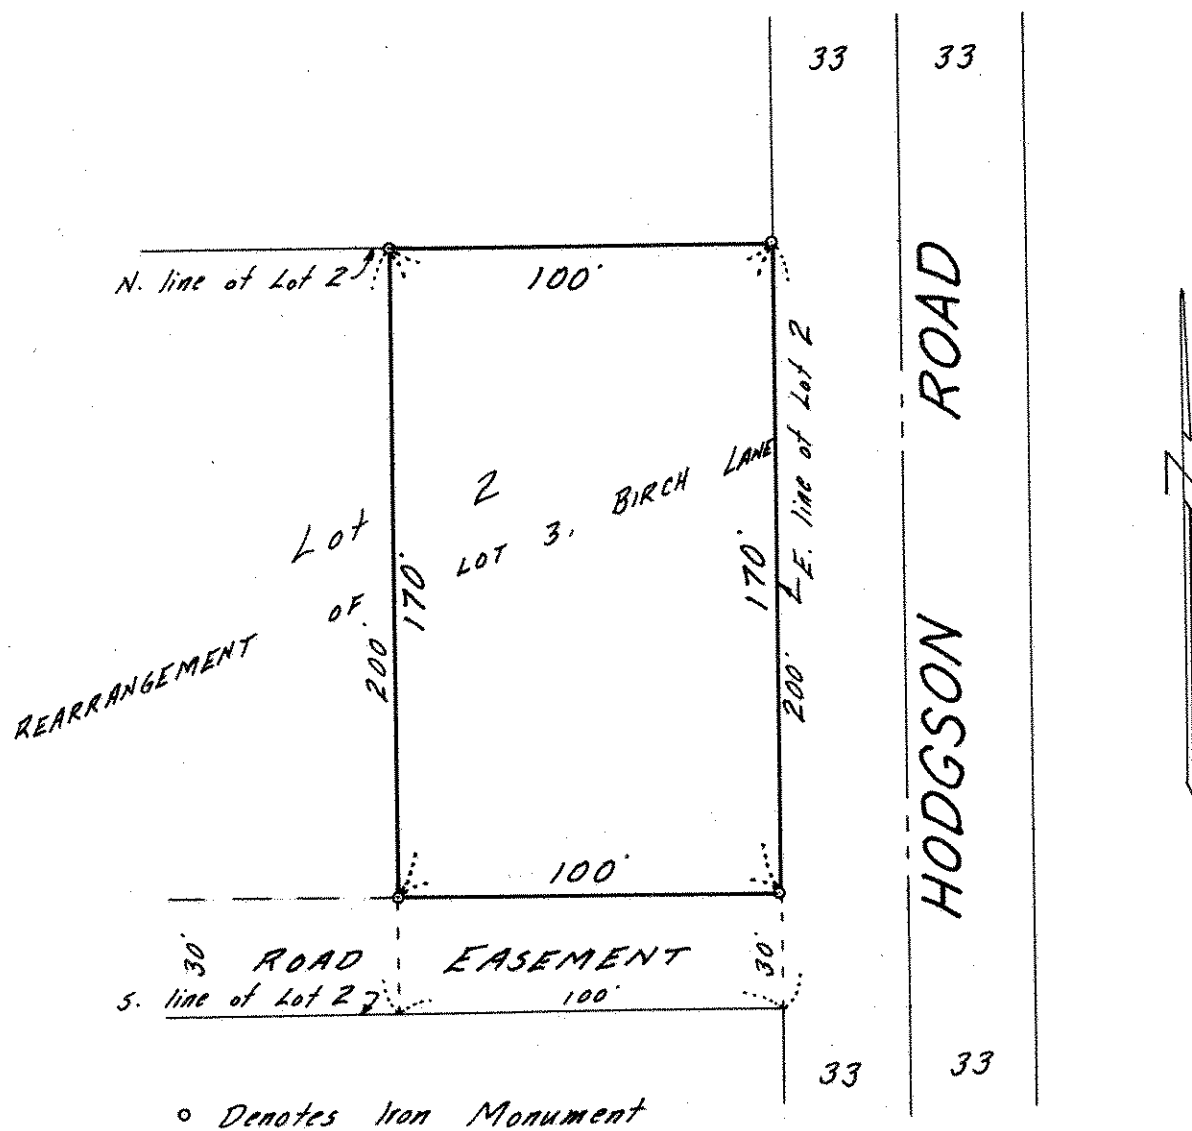 33 33
N. line of Lot 2
100'
E. line of Lot 2
ROAD
Lot 2
REARRANGEMENT OF LOT 3, BIRCH LANE
170'
170'
200'
200'
HODGSON
100'
30'
ROAD EASEMENT
30'
S. line of Lot 2
100'
33 33
Denotes Iron Monument